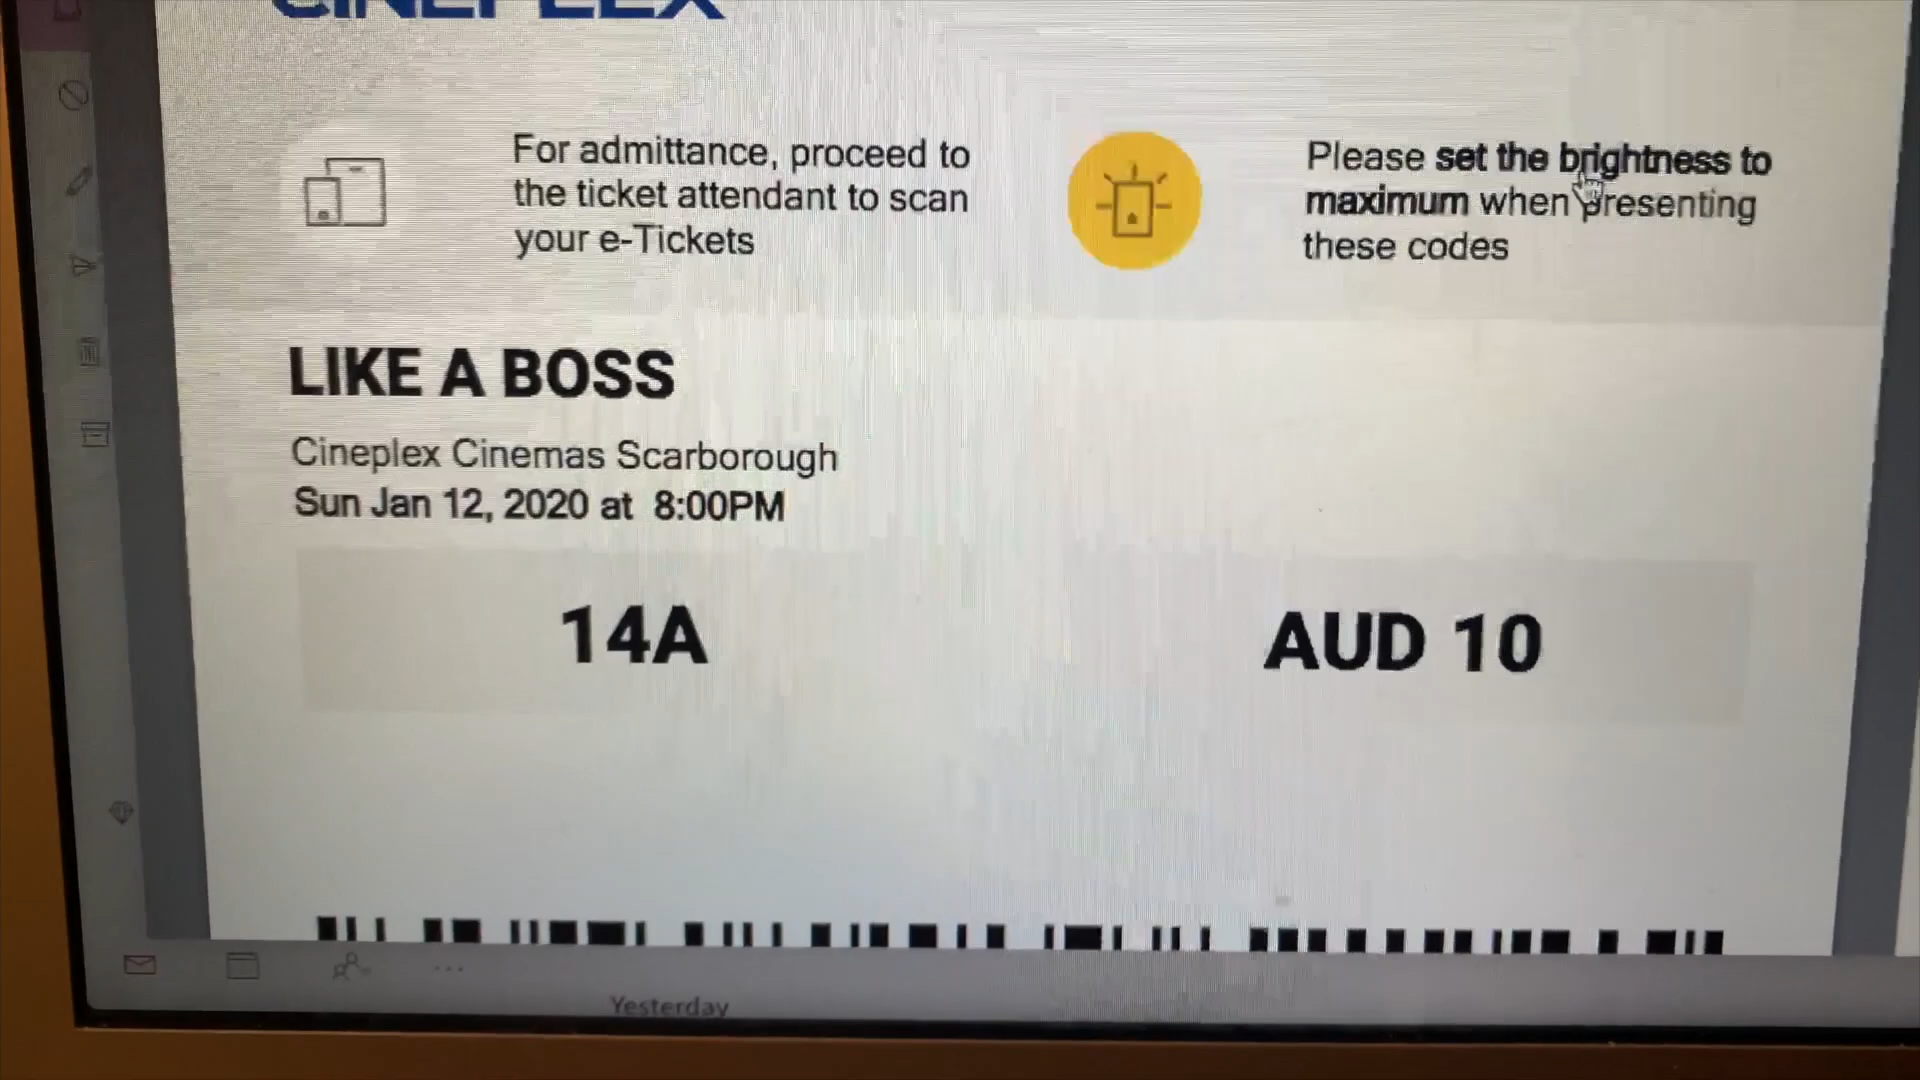 CINEPLEX
For admittance, proceed to
the ticket attendant to scan
your e-Tickets
Please set the brightness to
maximum when presenting
these codes
LIKE A BOSS
Cineplex Cinemas Scarborough
Sun Jan 12, 2020 at 8:00PM
14A
AUD 10
Yesterday